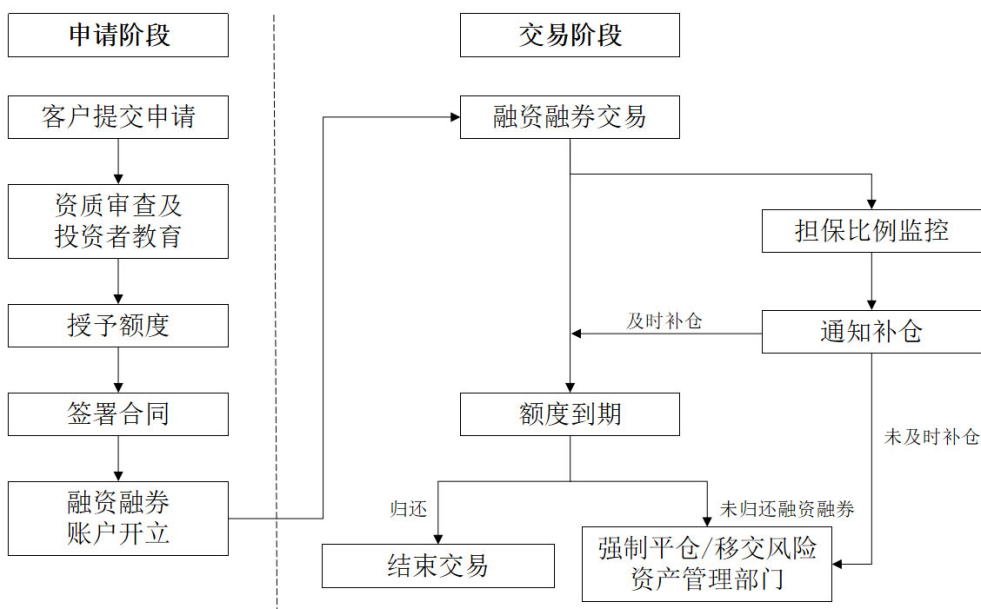 申请阶段
客户提交申请
资质审查及
投资者教育
授予额度
签署合同
融资融券
账户开立
交易阶段
融资融券交易
担保比例监控
通知补仓
及时补仓
未及时补仓
额度到期
归还
未归还融资融券
结束交易
强制平仓/移交风险
资产管理部门